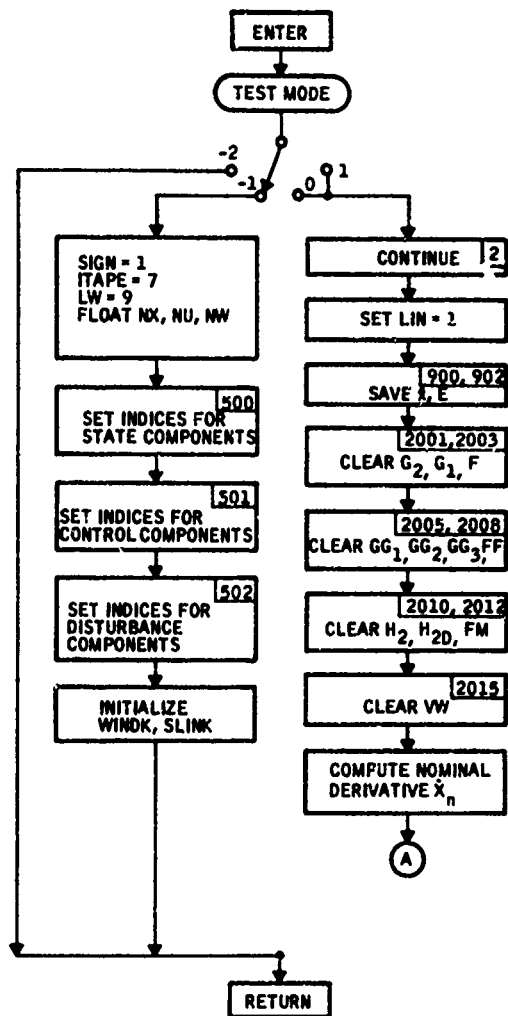 ENTER
TEST MODE
-2
-1
0
1
SIGN = 1
ITAPE = 7
LW = 9
FLOAT NX, NU, NW
500
SET INDICES FOR
STATE COMPONENTS
501
SET INDICES FOR
CONTROL COMPONENTS
502
SET INDICES FOR
DISTURBANCE
COMPONENTS
INITIALIZE
WINDK, SLINK
2
CONTINUE
SET LIN = 1
900, 902
SAVE E
2001,2003
CLEAR G₂, G₁, F
2005, 2008
CLEAR GG₁, GG₂, GG₃, FF
2010, 2012
CLEAR H₂, H₂D, FM
2015
CLEAR VW
COMPUTE NOMINAL
DERIVATIVE Ẋn
A
RETURN